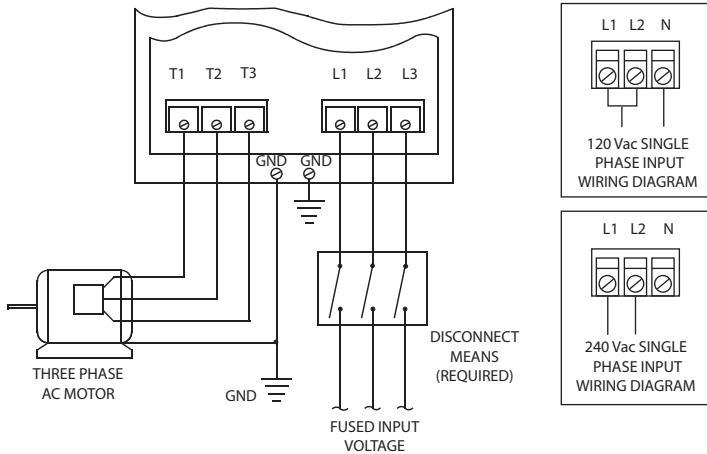 T1 T2 T3
L1 L2 L3
GND GND
THREE PHASE
AC MOTOR
GND
DISCONNECT
MEANS
(REQUIRED)
FUSED INPUT
VOLTAGE
L1 L2 N
120 Vac SINGLE
PHASE INPUT
WIRING DIAGRAM
L1 L2 N
240 Vac SINGLE
PHASE INPUT
WIRING DIAGRAM